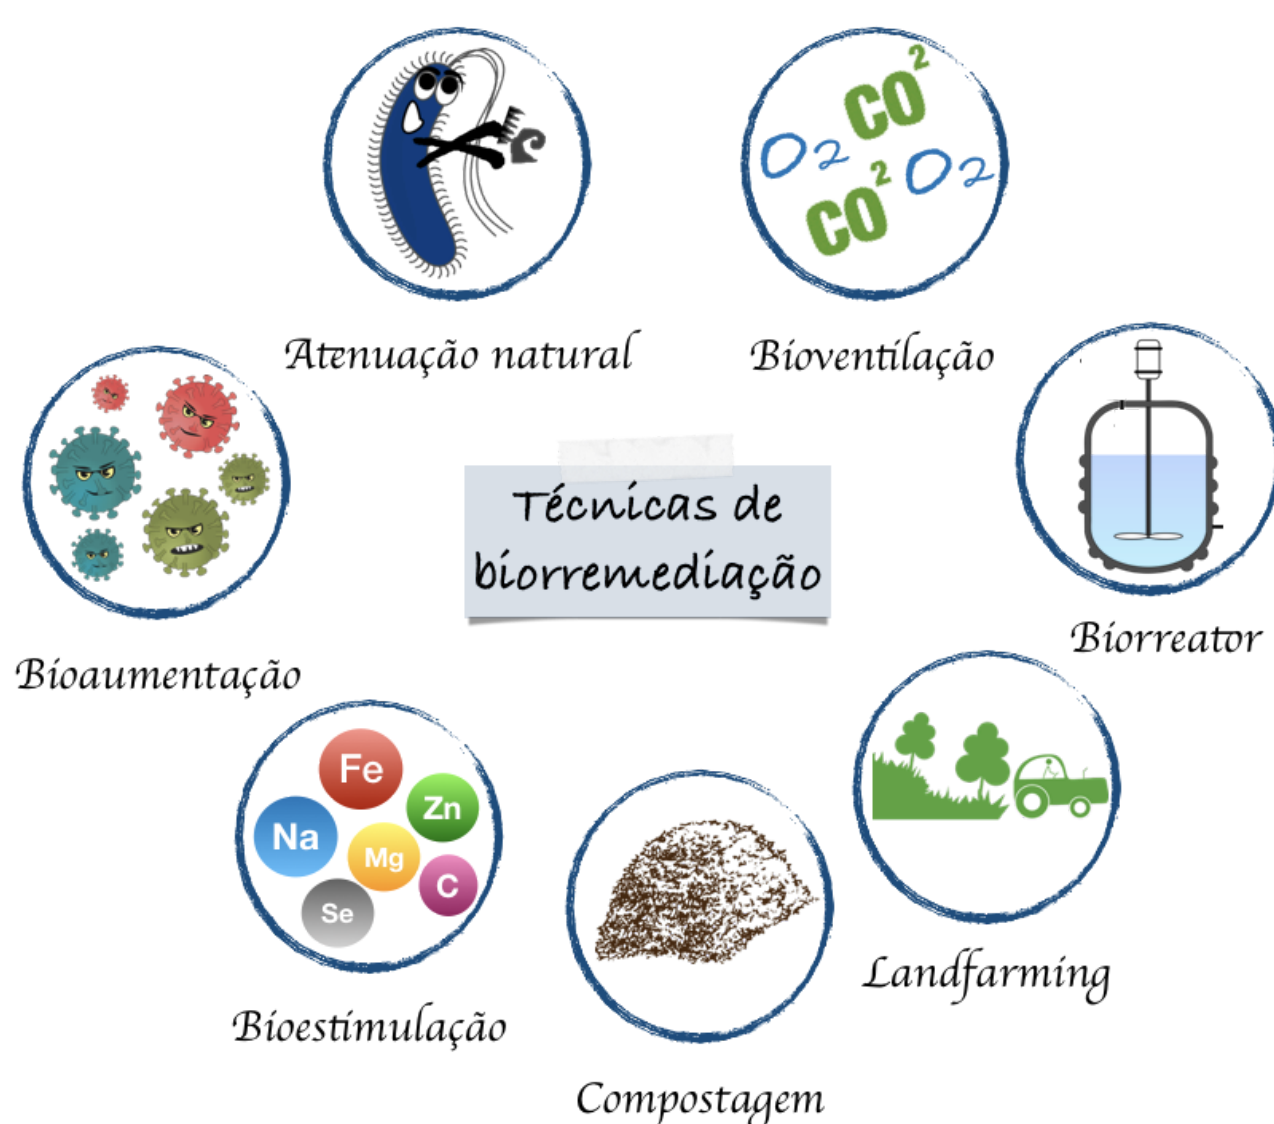 CO²
O₂
CO²
O₂
Atenuação natural
Bioventilação
Técnicas de
biorremediação
Biorreator
Bioaumentação
Fe
Zn
Na
Mg
C
Se
Landfarming
Bioestimulação
Compostagem